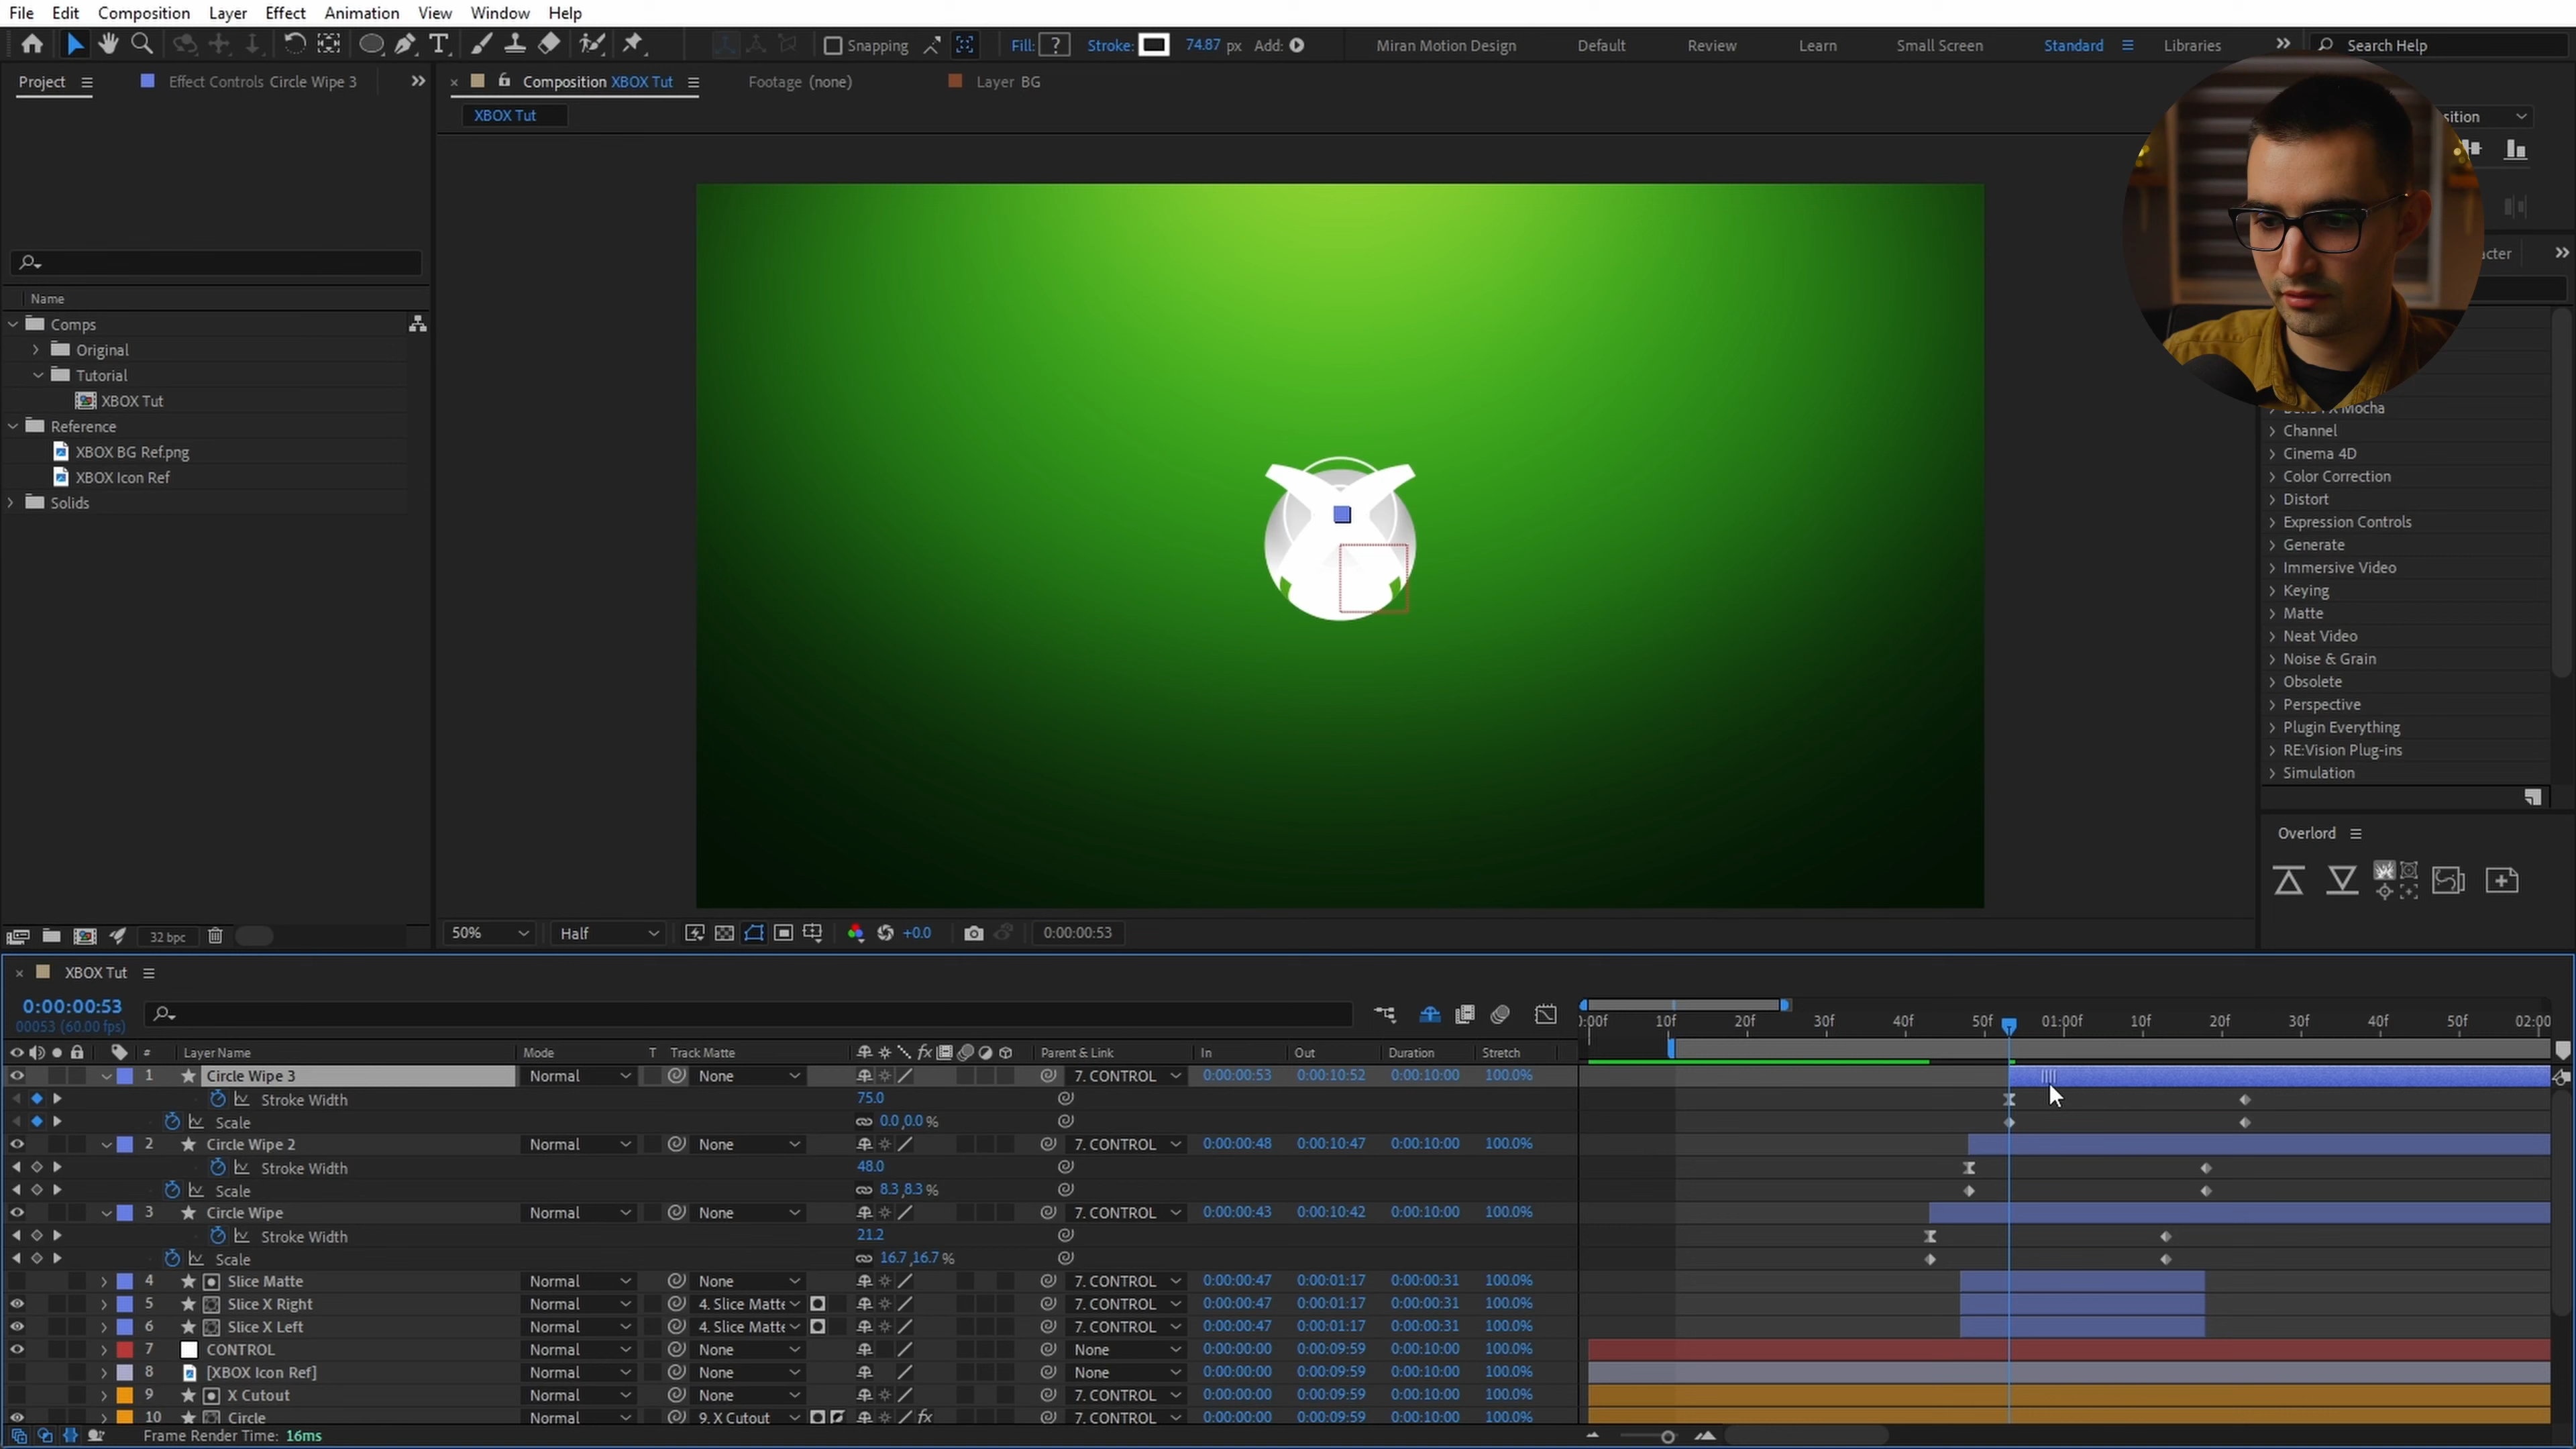 File Edit Composition Layer Effect Animation View Window Help
Snapping Fill: ? Stroke: 74.87 px Add: Miran Motion Design Default Review Learn Small Screen Standard Libraries Search Help
Project Effect Controls Circle Wipe 3 Composition XBOX Tut Footage (none) Layer BG
XBOX Tut
Name
Comps
Original
Tutorial
XBOX Tut
Reference
XBOX BG Ref.png
XBOX Icon Ref
Solids
Channel
Cinema 4D
Color Correction
Distort
Expression Controls
Generate
Immersive Video
Keying
Matte
Neat Video
Noise & Grain
Obsolete
Perspective
Plugin Everything
RE:Vision Plug-ins
Simulation
Overlord
32 bpc 50% Half +0.0 0:00:00:53
XBOX Tut
0:00:00:53
00053 (60.00 fps)
:00f 10f 20f 30f 40f 50f 01:00f 10f 20f 30f 40f 50f 02:00
# Layer Name Mode T Track Matte fx Parent & Link In Out Duration Stretch
1 Circle Wipe 3 Normal None 7. CONTROL 0:00:00:53 0:00:10:52 0:00:10:00 100.0%
Stroke Width 75.0
Scale 0.0,0.0 %
2 Circle Wipe 2 Normal None 7. CONTROL 0:00:00:48 0:00:10:47 0:00:10:00 100.0%
Stroke Width 48.0
Scale 8.3,8.3 %
3 Circle Wipe Normal None 7. CONTROL 0:00:00:43 0:00:10:42 0:00:10:00 100.0%
Stroke Width 21.2
Scale 16.7,16.7 %
4 Slice Matte Normal None 7. CONTROL 0:00:00:47 0:00:01:17 0:00:00:31 100.0%
5 Slice X Right Normal 4. Slice Matte 7. CONTROL 0:00:00:47 0:00:01:17 0:00:00:31 100.0%
6 Slice X Left Normal 4. Slice Matte 7. CONTROL 0:00:00:47 0:00:01:17 0:00:00:31 100.0%
7 CONTROL Normal None None 0:00:00:00 0:00:09:59 0:00:10:00 100.0%
8 [XBOX Icon Ref] Normal None None 0:00:00:00 0:00:09:59 0:00:10:00 100.0%
9 X Cutout Normal None 7. CONTROL 0:00:00:00 0:00:09:59 0:00:10:00 100.0%
10 Circle Normal 9. X Cutout fx 7. CONTROL 0:00:00:00 0:00:09:59 0:00:10:00 100.0%
Frame Render Time: 16ms